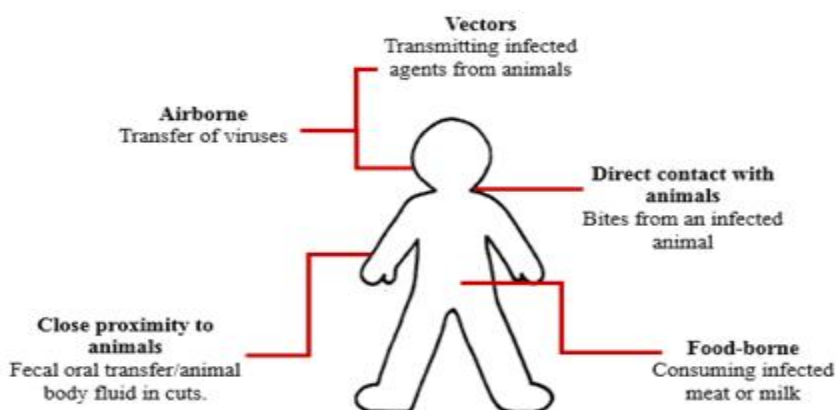 Vectors
Transmitting infected
agents from animals
Airborne
Transfer of viruses
Direct contact with
animals
Bites from an infected
animal
Close proximity to
animals
Fecal oral transfer/animal
body fluid in cuts.
Food-borne
Consuming infected
meat or milk